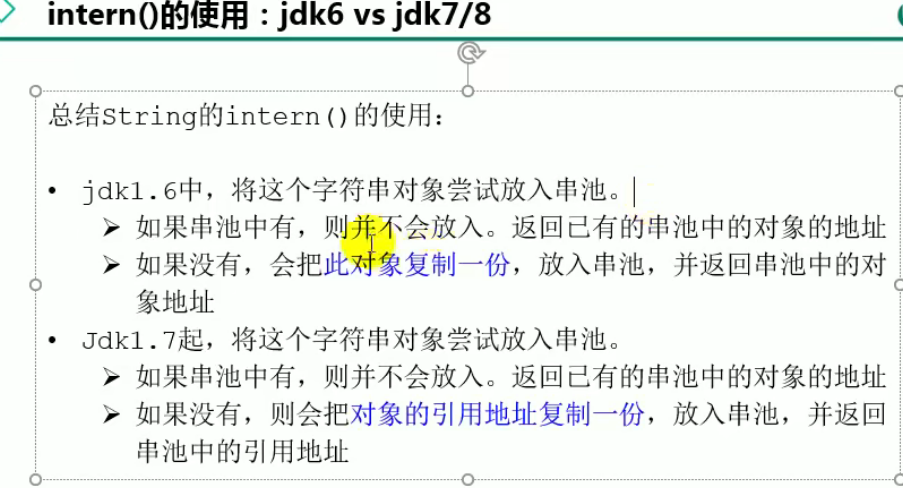 intern()的使用：jdk6 vs jdk7/8
总结String的intern()的使用：
• jdk1.6中，将这个字符串对象尝试放入串池。
➢ 如果串池中有，则并不会放入。返回已有的串池中的对象的地址
➢ 如果没有，会把此对象复制一份，放入串池，并返回串池中的对
象地址
• Jdk1.7起，将这个字符串对象尝试放入串池。
➢ 如果串池中有，则并不会放入。返回已有的串池中的对象的地址
➢ 如果没有，则会把对象的引用地址复制一份，放入串池，并返回
串池中的引用地址